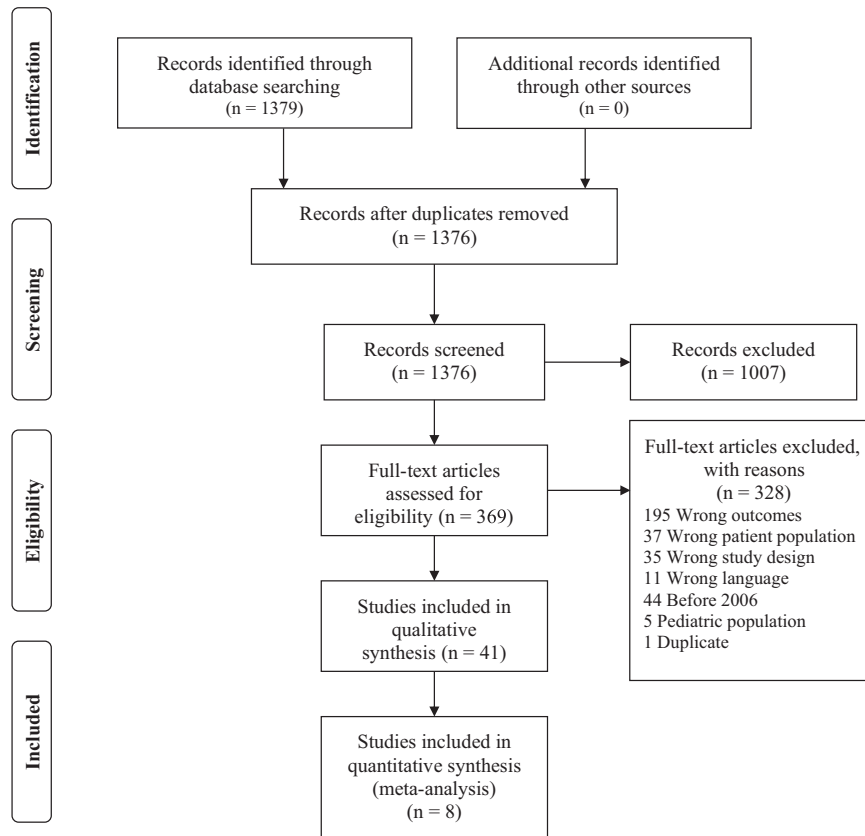 Identification
Records identified through
database searching
(n = 1379)
Additional records identified
through other sources
(n = 0)
Records after duplicates removed
(n = 1376)
Screening
Records screened
(n = 1376)
Records excluded
(n = 1007)
Eligibility
Full-text articles
assessed for
eligibility (n = 369)
Full-text articles excluded,
with reasons
(n = 328)
195 Wrong outcomes
37 Wrong patient population
35 Wrong study design
11 Wrong language
44 Before 2006
5 Pediatric population
1 Duplicate
Studies included in
qualitative
synthesis (n = 41)
Included
Studies included in
quantitative synthesis
(meta-analysis)
(n = 8)